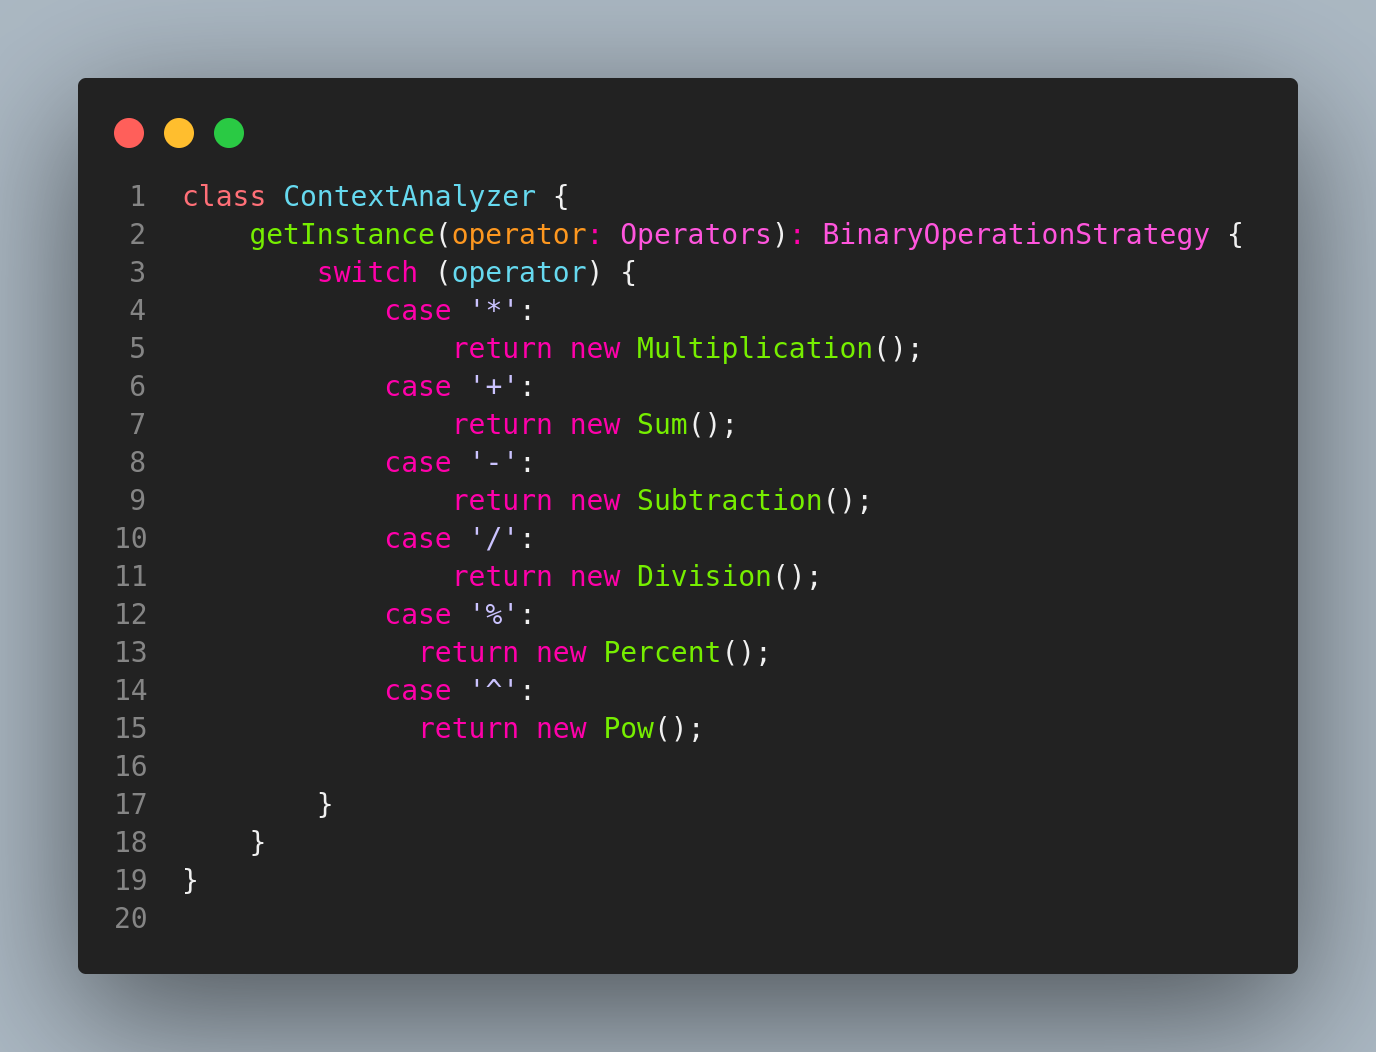 1 class ContextAnalyzer {
2     getInstance(operator: Operators): BinaryOperationStrategy {
3         switch (operator) {
4             case '*':
5                 return new Multiplication();
6             case '+':
7                 return new Sum();
8             case '-':
9                 return new Subtraction();
10             case '/':
11                 return new Division();
12             case '%':
13               return new Percent();
14             case '^':
15               return new Pow();
16
17         }
18     }
19 }
20